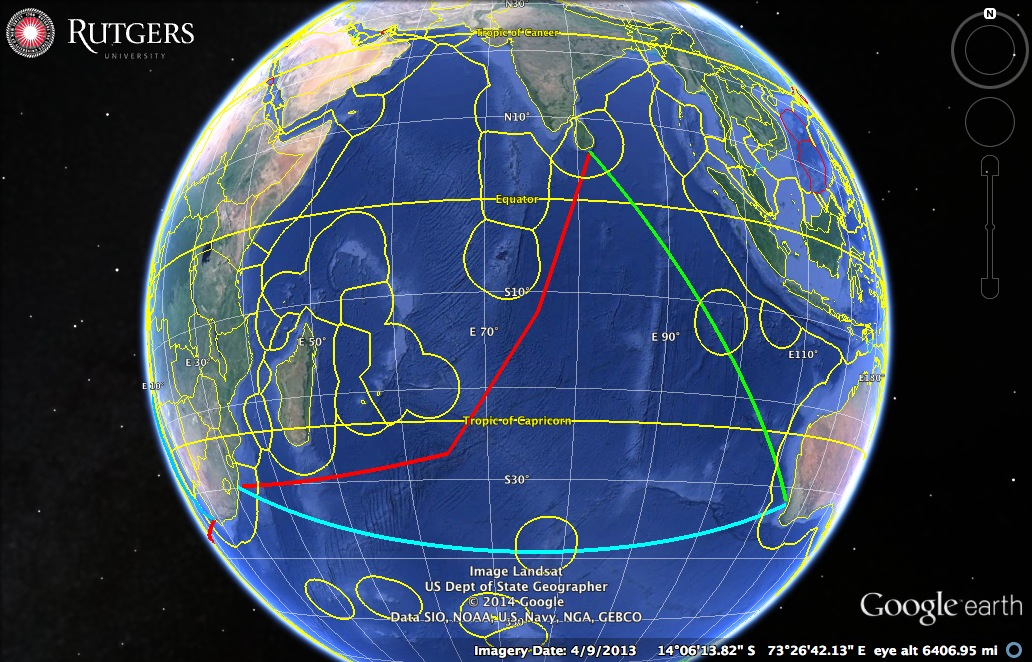 RUTGERS
UNIVERSITY
N
N30°
Tropic of Cancer
N10°
Equator
S10°
E 70°
E 90°
E 50°
E110°
E 30°
E130°
E 10°
Tropic of Capricorn
S30°
Image Landsat
US Dept of State Geographer
© 2014 Google
Data SIO, NOAA, U.S. Navy, NGA, GEBCO
Google earth
Imagery Date: 4/9/2013 14°06'13.82" S 73°26'42.13" E eye alt 6406.95 mi